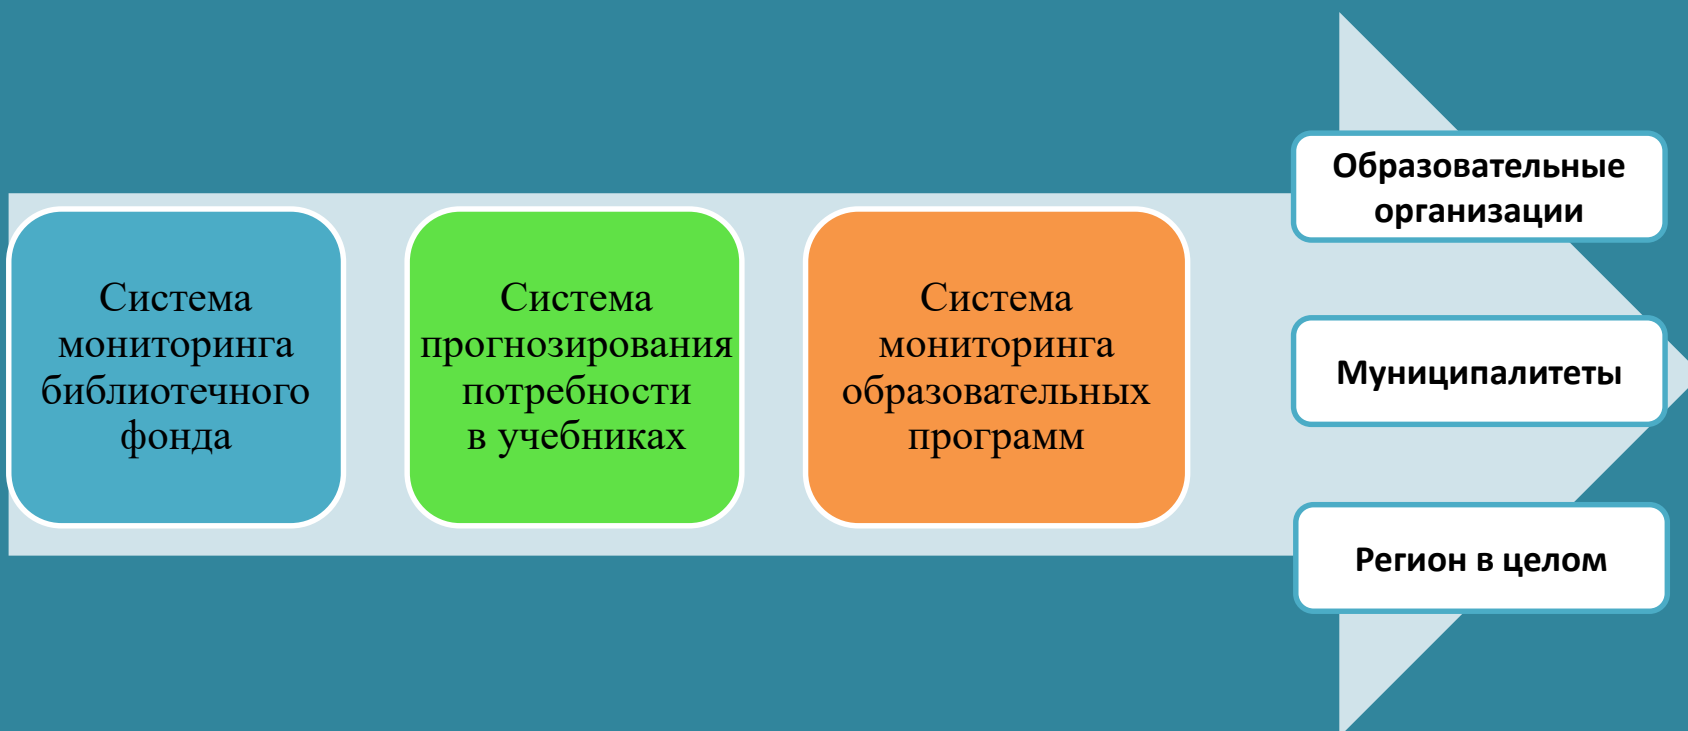 Система
мониторинга
библиотечного
фонда
Система
прогнозирования
потребности
в учебниках
Система
мониторинга
образовательных
программ
Образовательные
организации
Муниципалитеты
Регион в целом